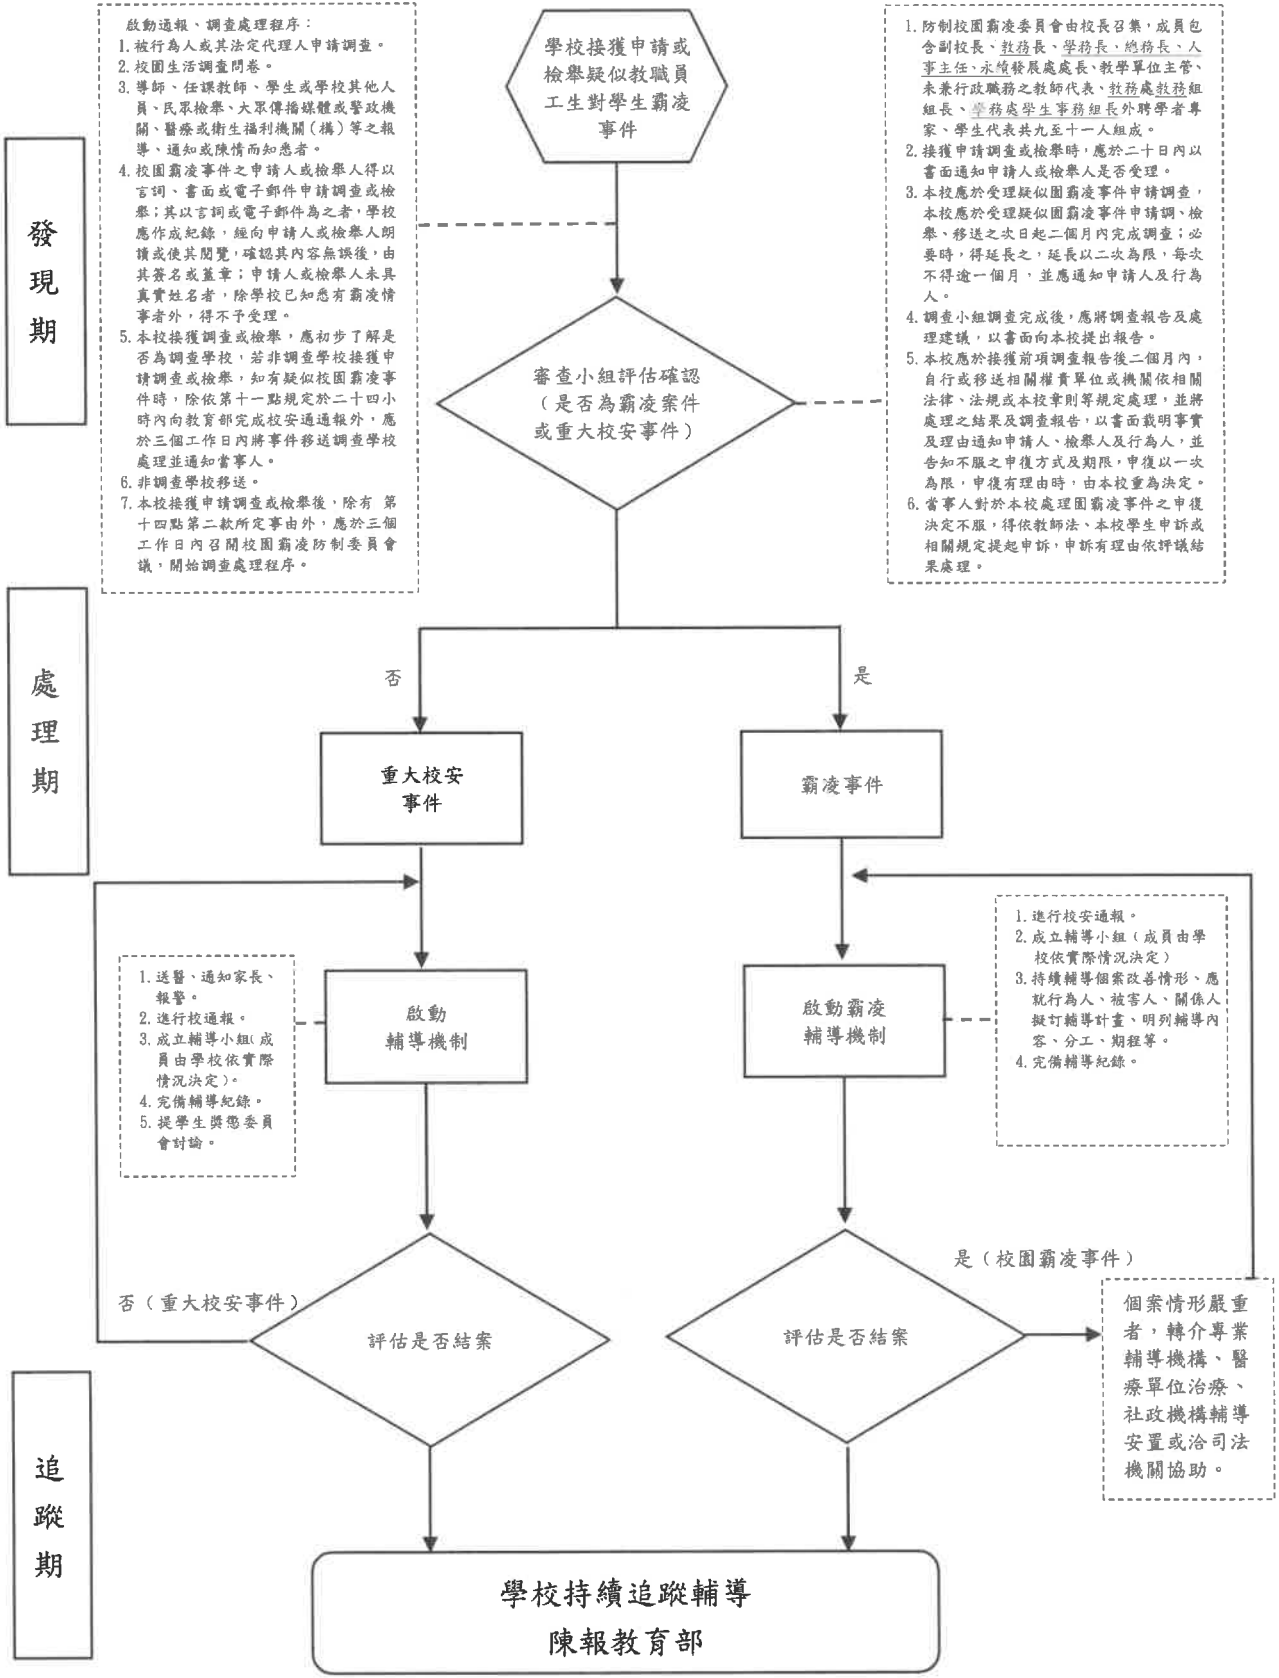 啟動通報、調查處理程序：
1. 被行為人或其法定代理人申請調查。
2. 校園生活調查問卷。
3. 導師、任課教師、學生或學校其他人
員、民眾檢舉、大眾傳播媒體或警政機
關、醫療或衛生福利機關(構)等之報
導、通知或陳情而知悉者。
4. 校園霸凌事件之申請人或檢舉人得以
言詞、書面或電子郵件申請調查或檢
舉；其以言詞或電子郵件為之者，學校
應作成紀錄，經向申請人或檢舉人朗
讀或使其閱覽，確認其內容無誤後，由
其簽名或蓋章；申請人或檢舉人未具
真實姓名者，除學校已知悉有霸凌情
事者外，得不予受理。
5. 本校接獲調查或檢舉，應初步了解是
否為調查學校，若非調查學校接獲申
請調查或檢舉，知有疑似校園霸凌事
件時，除依第十一點規定於二十四小
時內向教育部完成校安通通報外，應
於三個工作日內將事件移送調查學校
處理並通知當事人。
6. 非調查學校移送。
7. 本校接獲申請調查或檢舉後，除有 第
十四點第二款所定事由外，應於三個
工作日內召開校園霸凌防制委員會
議，開始調查處理程序。
學校接獲申請或
檢舉疑似教職員
工生對學生霸凌
事件
1. 防制校園霸凌委員會由校長召集，成員包
含副校長、教務長、學務長、總務長、人
事主任、永續發展處處長、教學單位主管、
未兼行政職務之教師代表、教務處教務組
組長、學務處學生事務組長外聘學者專
家、學生代表共九至十一人組成。
2. 接獲申請調查或檢舉時，應於二十日內以
書面通知申請人或檢舉人是否受理。
3. 本校應於受理疑似園霸凌事件申請調查，
本校應於受理疑似園霸凌事件申請調、檢
舉、移送之次日起二個月內完成調查；必
要時，得延長之，延長以二次為限，每次
不得逾一個月，並應通知申請人及行為
人。
4. 調查小組調查完成後，應將調查報告及處
理建議，以書面向本校提出報告。
5. 本校應於接獲前項調查報告後二個月內，
自行或移送相關權責單位或機關依相關
法律、法規或本校章則等規定處理，並將
處理之結果及調查報告，以書面載明事實
及理由通知申請人、檢舉人及行為人，並
告知不服之申復方式及期限，申復以一次
為限，申復有理由時，由本校重為決定。
6. 當事人對於本校處理園霸凌事件之申復
決定不服，得依教師法、本校學生申訴或
相關規定提起申訴，申訴有理由依評議結
果處理。
發現期
審查小組評估確認
（是否為霸凌案件
或重大校安事件）
處理期
否
是
重大校安
事件
霸凌事件
1. 送醫、通知家長、
報警。
2. 進行校通報。
3. 成立輔導小組(成
員由學校依實際
情況決定)。
4. 完備輔導紀錄。
5. 提學生獎懲委員
會討論。
啟動
輔導機制
啟動霸凌
輔導機制
1. 進行校安通報。
2. 成立輔導小組（成員由學
校依實際情況決定）
3. 持續輔導個案改善情形、應
就行為人、被害人、關係人
擬訂輔導計畫、明列輔導內
容、分工、期程等。
4. 完備輔導紀錄。
否（重大校安事件）
評估是否結案
評估是否結案
是（校園霸凌事件）
個案情形嚴重
者，轉介專業
輔導機構、醫
療單位治療、
社政機構輔導
安置或洽司法
機關協助。
追蹤期
學校持續追蹤輔導
陳報教育部